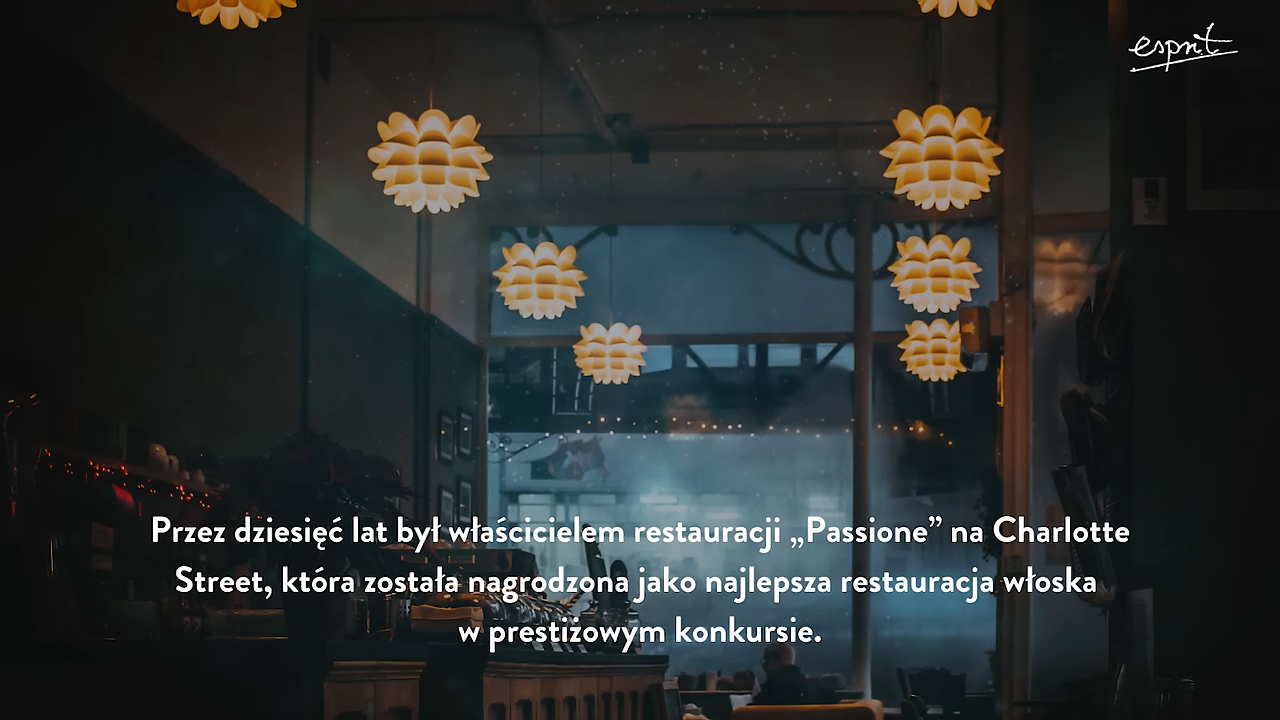 esprit
Przez dziesięć lat był właścicielem restauracji „Passione” na Charlotte
Street, która została nagrodzona jako najlepsza restauracja włoska
w prestiżowym konkursie.